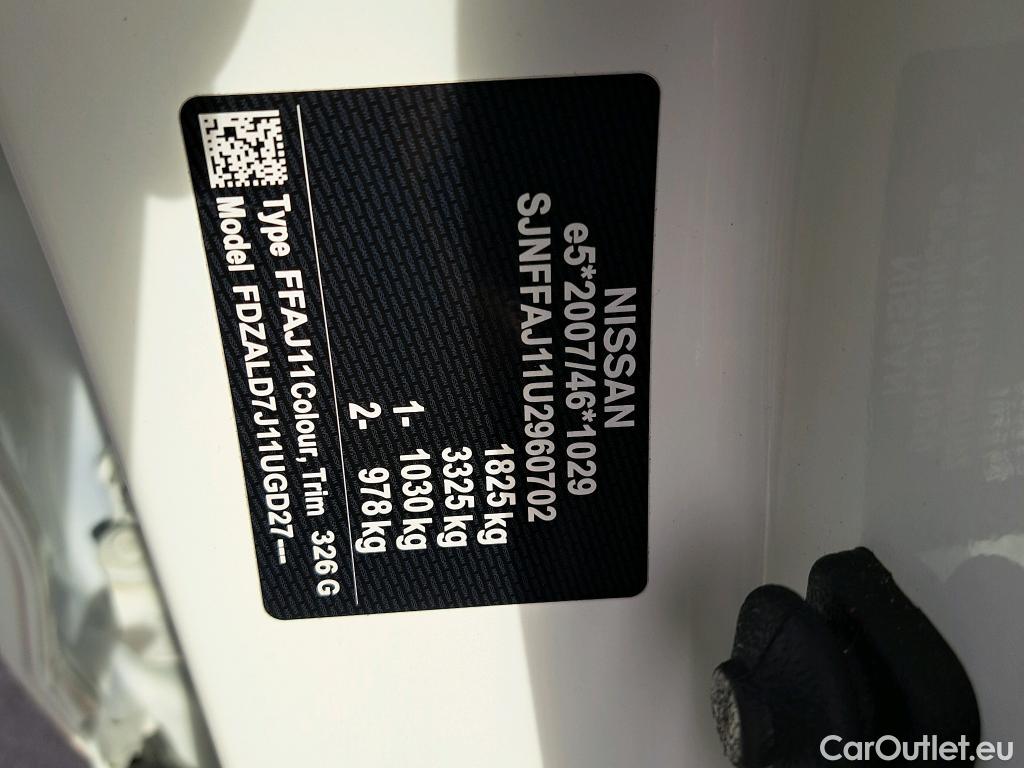 NISSAN
e5*2007/46*1029
SJNFFAJ11U2960702
1825 kg
3325 kg
1- 1030 kg
2- 978 kg
Type FFAJ11Colour, Trim 326 G
Model FDZALD7J11UGD27---
CarOutlet.eu